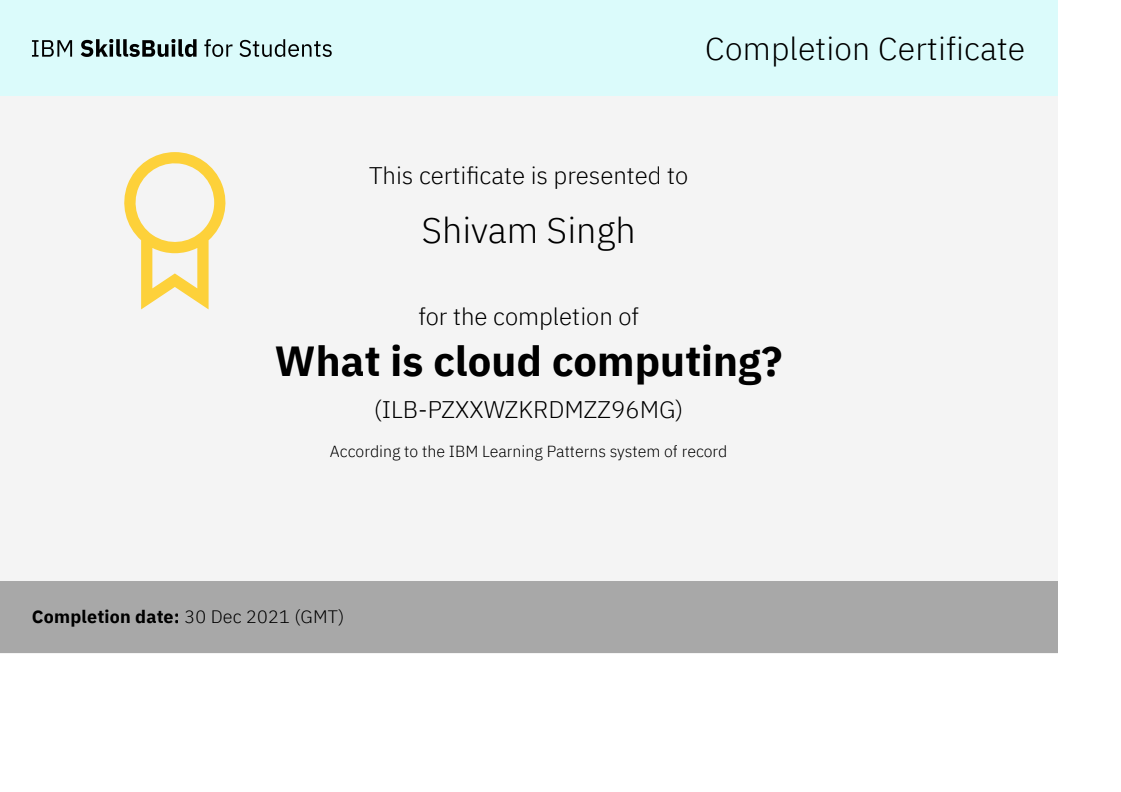 IBM SkillsBuild for Students
Completion Certificate
This certificate is presented to
Shivam Singh
for the completion of
What is cloud computing?
(ILB-PZXXWZKRDMZZ96MG)
According to the IBM Learning Patterns system of record
Completion date: 30 Dec 2021 (GMT)